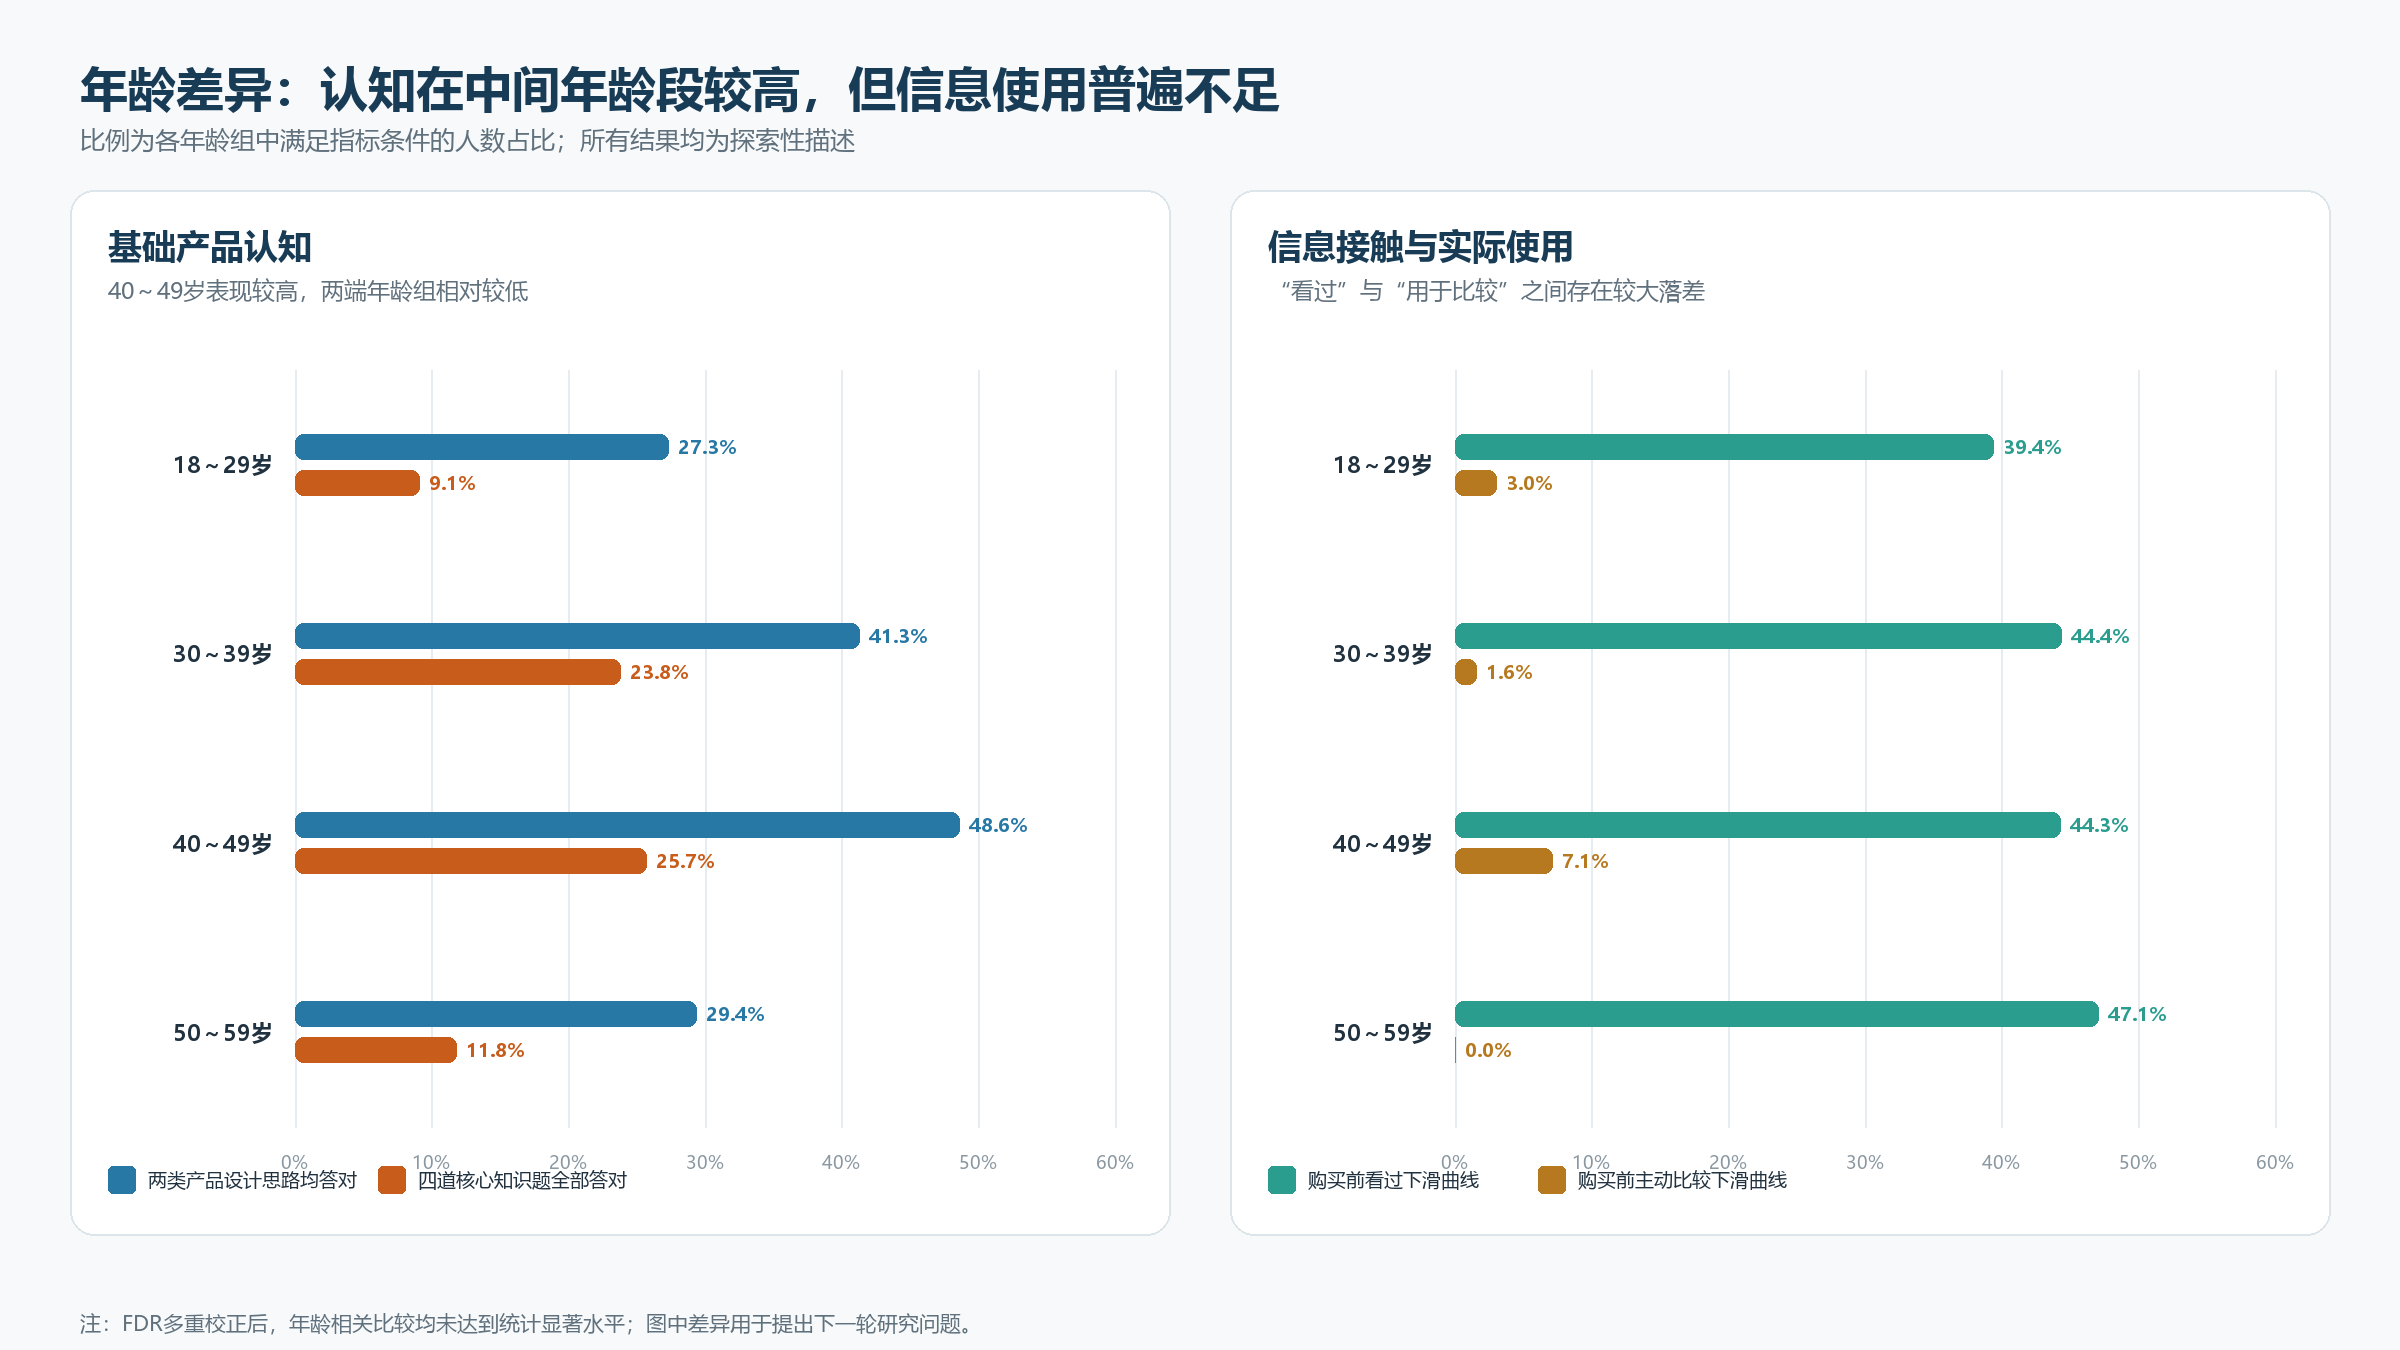 年龄差异：认知在中间年龄段较高，但信息使用普遍不足
比例为各年龄组中满足指标条件的人数占比；所有结果均为探索性描述
基础产品认知
40～49岁表现较高，两端年龄组相对较低
18～29岁
27.3%
9.1%
30～39岁
41.3%
23.8%
40～49岁
48.6%
25.7%
50～59岁
29.4%
11.8%
0% 10% 20% 30% 40% 50% 60%
两类产品设计思路均答对 四道核心知识题全部答对
信息接触与实际使用
“看过”与“用于比较”之间存在较大落差
18～29岁
39.4%
3.0%
30～39岁
44.4%
1.6%
40～49岁
44.3%
7.1%
50～59岁
47.1%
0.0%
0% 10% 20% 30% 40% 50% 60%
购买前看过下滑曲线 购买前主动比较下滑曲线
注：FDR多重校正后，年龄相关比较均未达到统计显著水平；图中差异用于提出下一轮研究问题。